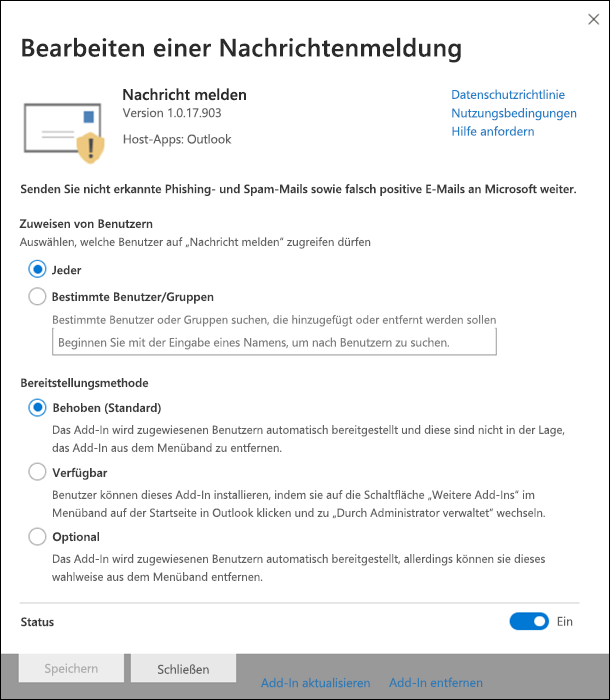 Bearbeiten einer Nachrichtenmeldung
Nachricht melden
Version 1.0.17.903
Host-Apps: Outlook
Datenschutzrichtlinie
Nutzungsbedingungen
Hilfe anfordern
Senden Sie nicht erkannte Phishing- und Spam-Mails sowie falsch positive E-Mails an Microsoft weiter.
Zuweisen von Benutzern
Auswählen, welche Benutzer auf „Nachricht melden" zugreifen dürfen
Jeder
Bestimmte Benutzer/Gruppen
Bestimmte Benutzer oder Gruppen suchen, die hinzugefügt oder entfernt werden sollen
Beginnen Sie mit der Eingabe eines Namens, um nach Benutzern zu suchen.
Bereitstellungsmethode
Behoben (Standard)
Das Add-In wird zugewiesenen Benutzern automatisch bereitgestellt und diese sind nicht in der Lage,
das Add-In aus dem Menüband zu entfernen.
Verfügbar
Benutzer können dieses Add-In installieren, indem sie auf die Schaltfläche „Weitere Add-Ins" im
Menüband auf der Startseite in Outlook klicken und zu „Durch Administrator verwaltet" wechseln.
Optional
Das Add-In wird zugewiesenen Benutzern automatisch bereitgestellt, allerdings können sie dieses
wahlweise aus dem Menüband entfernen.
Status
Ein
Speichern
Schließen
Add-In aktualisieren
Add-In entfernen